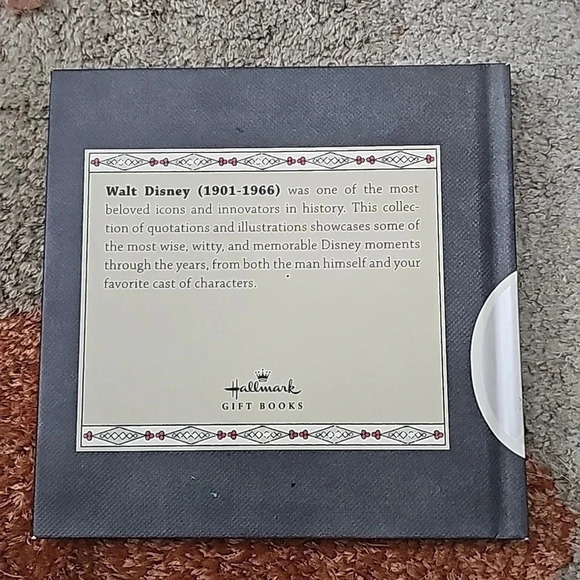 Walt Disney (1901-1966) was one of the most
beloved icons and innovators in history. This collec-
tion of quotations and illustrations showcases some of
the most wise, witty, and memorable Disney moments
through the years, from both the man himself and your
favorite cast of characters.
Hallmark
GIFT BOOKS